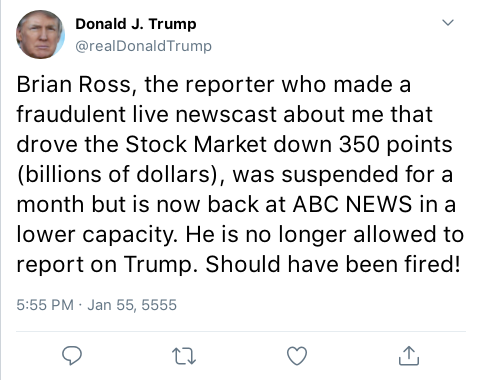 Donald J. Trump
@realDonaldTrump
Brian Ross, the reporter who made a
fraudulent live newscast about me that
drove the Stock Market down 350 points
(billions of dollars), was suspended for a
month but is now back at ABC NEWS in a
lower capacity. He is no longer allowed to
report on Trump. Should have been fired!
5:55 PM · Jan 55, 5555